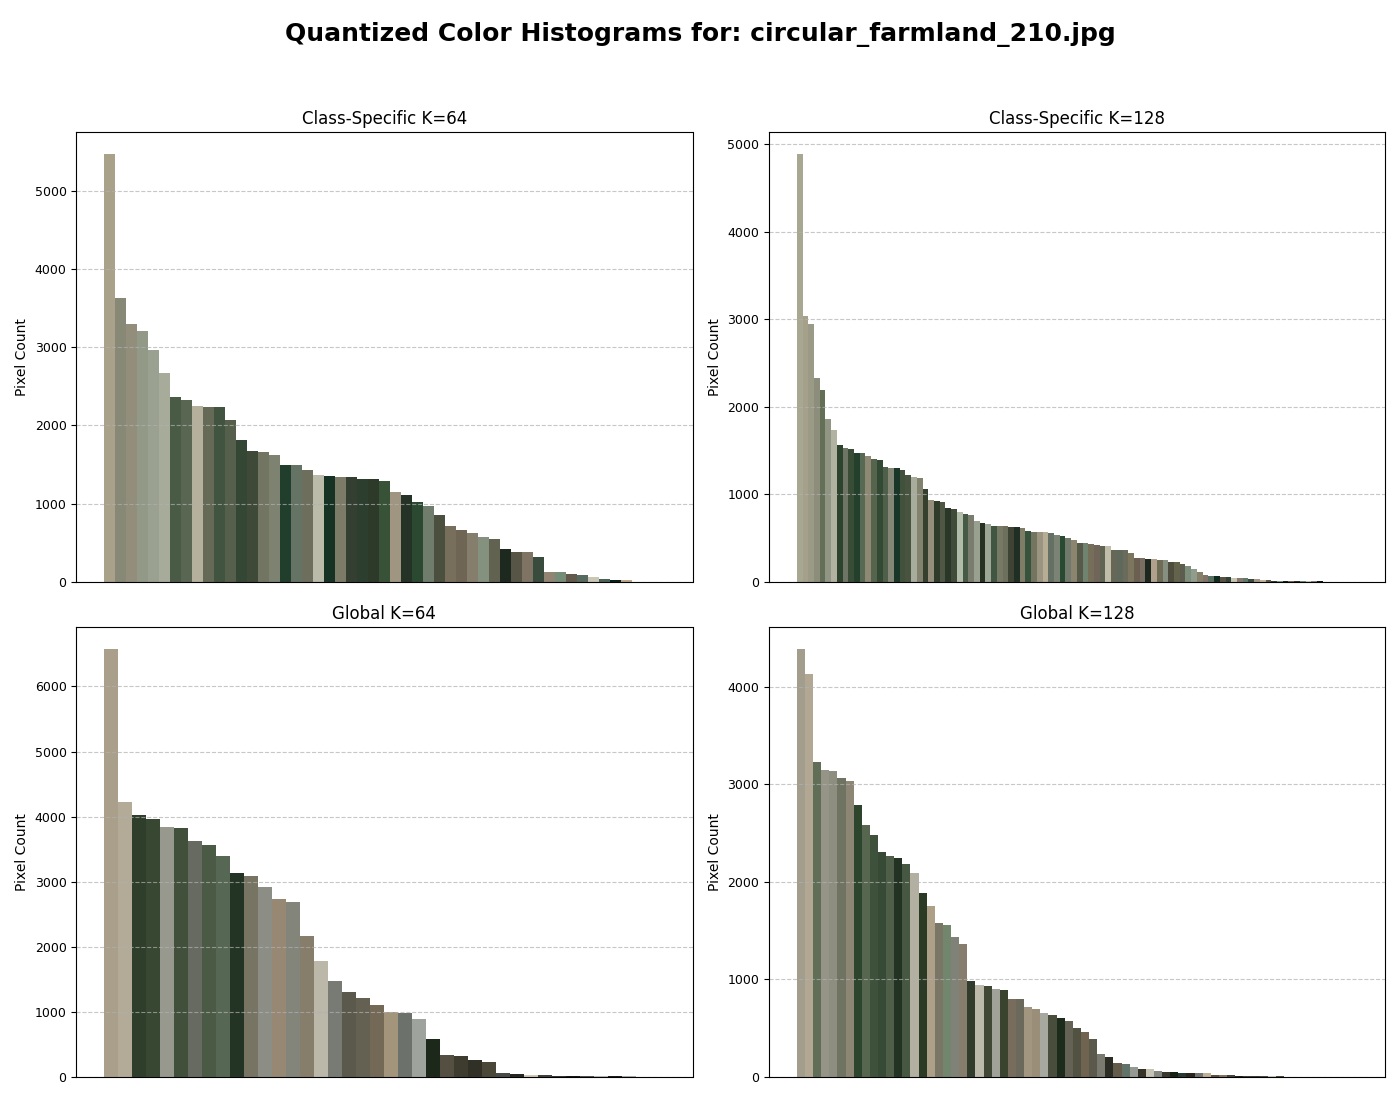 Quantized Color Histograms for: circular_farmland_210.jpg
Class-Specific K=64
Pixel Count
5000
4000
3000
2000
1000
0
Class-Specific K=128
Pixel Count
5000
4000
3000
2000
1000
0
Global K=64
Pixel Count
6000
5000
4000
3000
2000
1000
0
Global K=128
Pixel Count
4000
3000
2000
1000
0